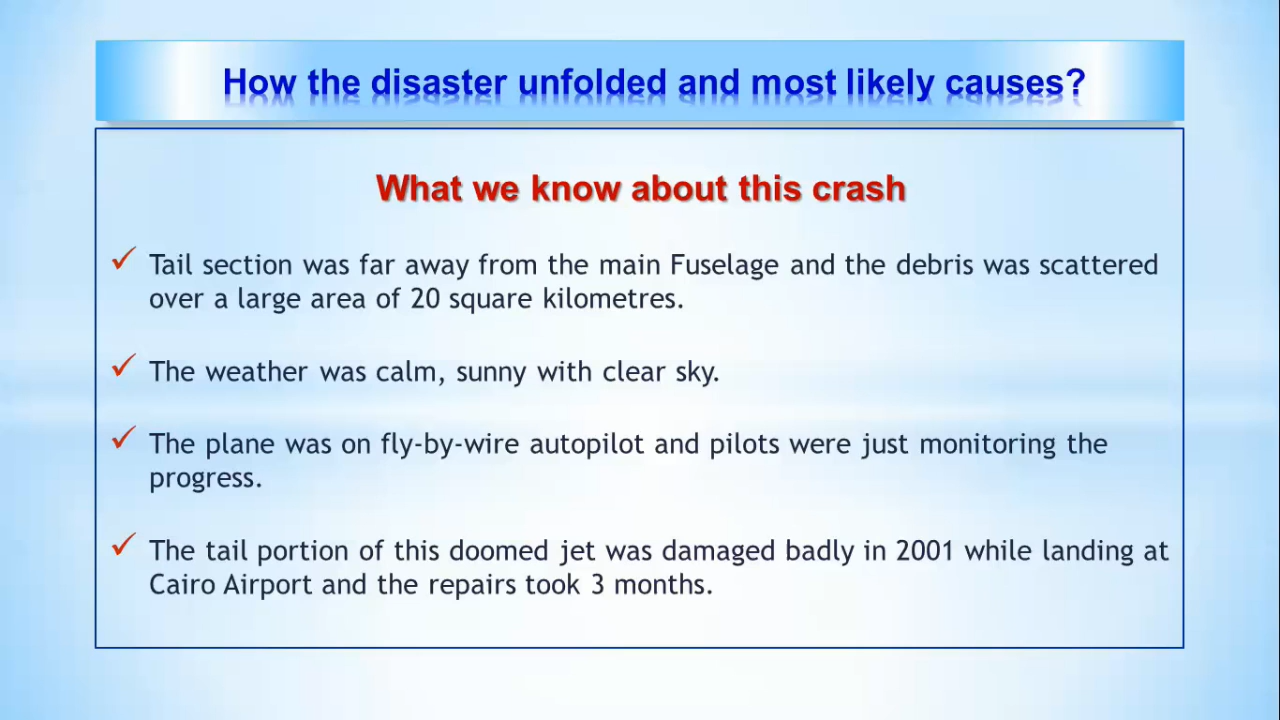 How the disaster unfolded and most likely causes?
What we know about this crash
✓ Tail section was far away from the main Fuselage and the debris was scattered
over a large area of 20 square kilometres.
✓ The weather was calm, sunny with clear sky.
✓ The plane was on fly-by-wire autopilot and pilots were just monitoring the
progress.
✓ The tail portion of this doomed jet was damaged badly in 2001 while landing at
Cairo Airport and the repairs took 3 months.